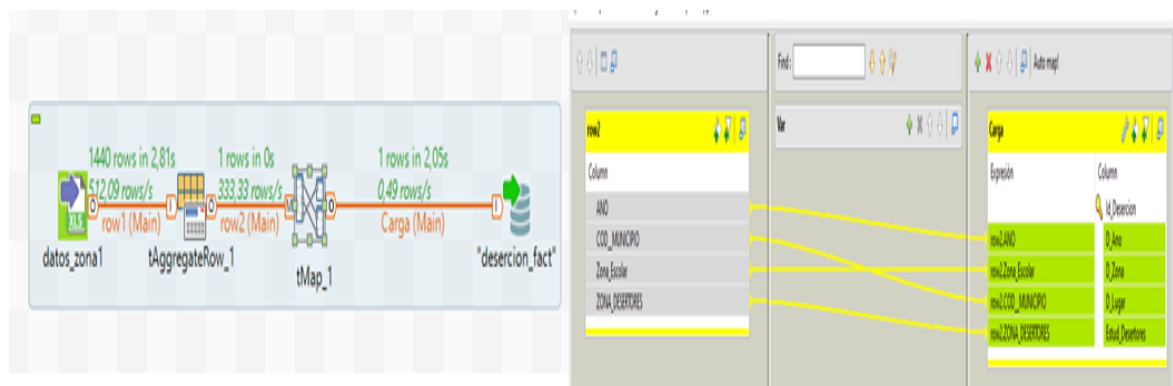 1440 rows in 2,81s
512,09 rows/s
row1 (Main)
1 rows in 0s
333,33 rows/s
row2 (Main)
1 rows in 2,05s
0,49 rows/s
Carga (Main)
XLS
datos_zona1
tAggregateRow_1
tMap_1
"desercion_fact"
Find:
Auto map!
row2
Column
ANO
COD__MUNICIPIO
Zona_Escolar
ZONA_DESERTORES
Var
Carga
Expresión Column
Id_Desercion
row2.ANO D_Ano
row2.Zona_Escolar D_Zona
row2.COD__MUNICIPIO D_Lugar
row2.ZONA_DESERTORES Estud_Desertores